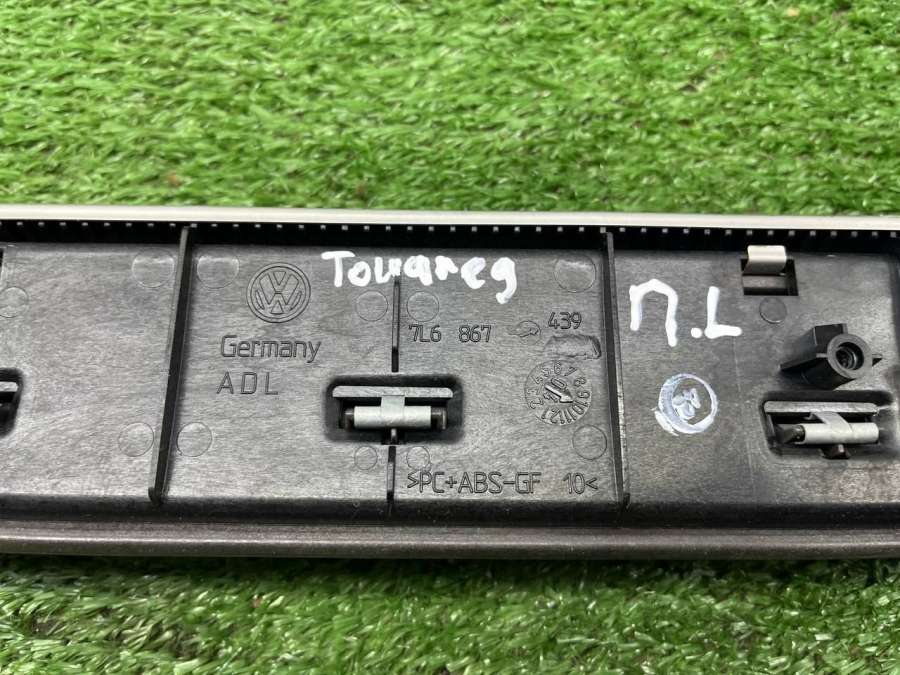 Touareg
Germany
ADL
7L6 867 439
П.L
>PC+ABS-GF 10<